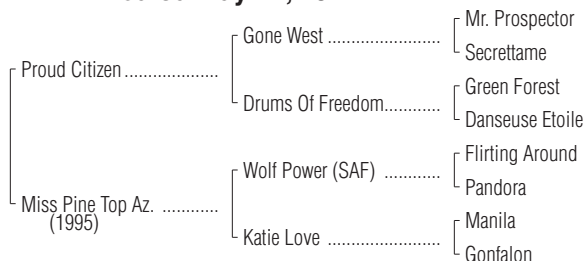 Mr. Prospector
Gone West
Secrettame
Proud Citizen
Green Forest
Drums Of Freedom
Danseuse Etoile
Flirting Around
Wolf Power (SAF)
Pandora
Miss Pine Top Az.
(1995)
Manila
Katie Love
Gonfalon